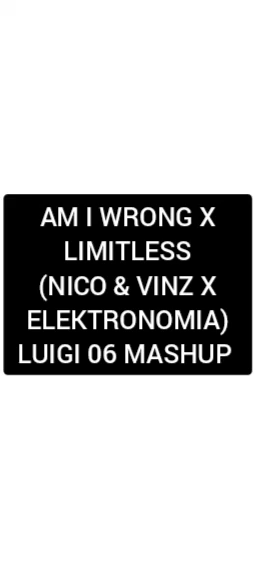 AM I WRONG X
LIMITLESS
(NICO & VINZ X
ELEKTRONOMIA)
LUIGI 06 MASHUP